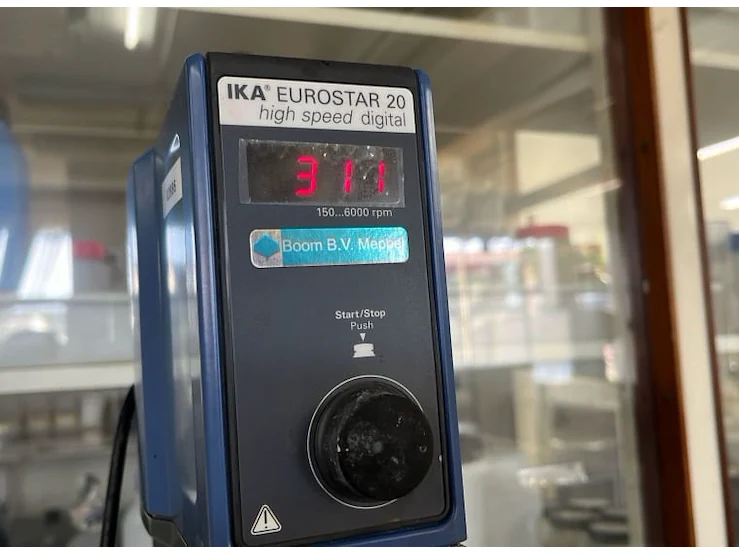 IKA® EUROSTAR 20
high speed digital
311
150...6000 rpm
Boom B.V. Meppel
Start/Stop
Push